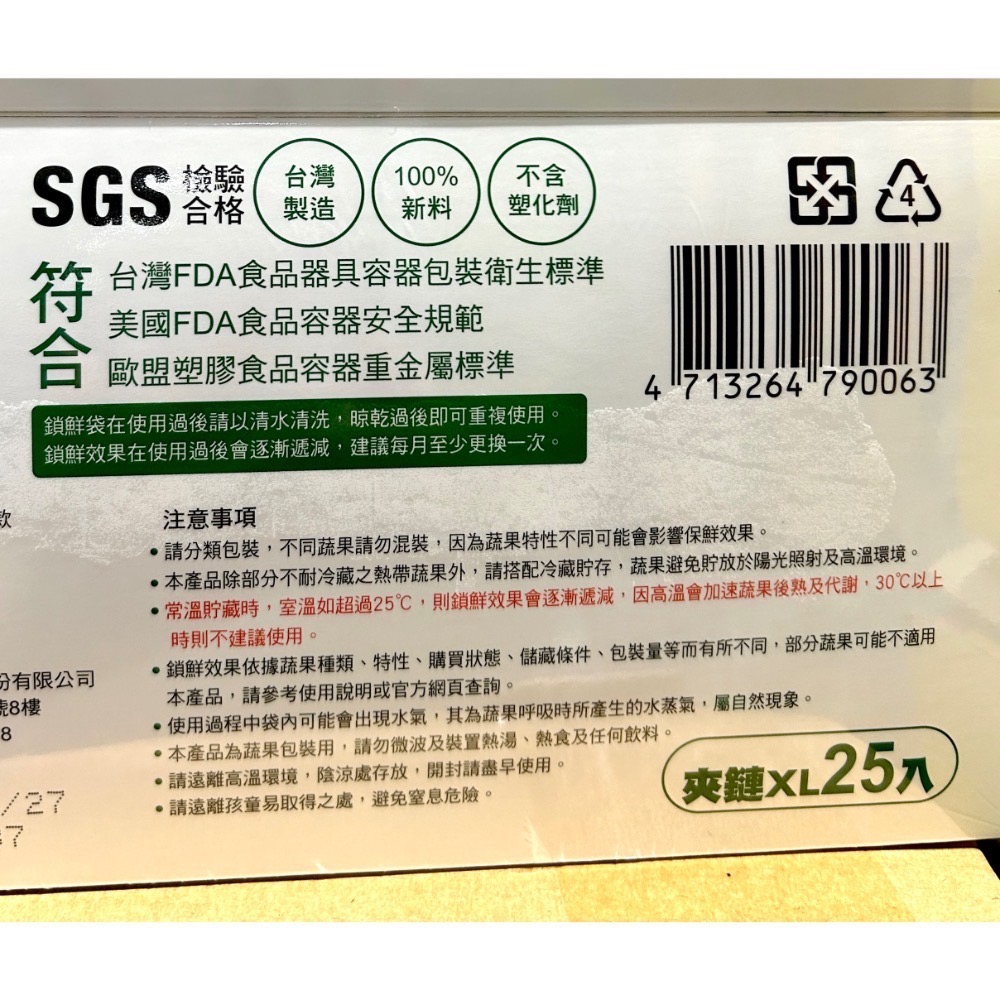 SGS 檢驗合格
台灣製造
100%新料
不含塑化劑
4
符合
台灣FDA食品器具容器包裝衛生標準
美國FDA食品容器安全規範
歐盟塑膠食品容器重金屬標準
4 713264 790063
鎖鮮袋在使用過後請以清水清洗，晾乾過後即可重複使用。
鎖鮮效果在使用過後會逐漸遞減，建議每月至少更換一次。
款
注意事項
•請分類包裝，不同蔬果請勿混裝，因為蔬果特性不同可能會影響保鮮效果。
•本產品除部分不耐冷藏之熱帶蔬果外，請搭配冷藏貯存，蔬果避免貯放於陽光照射及高溫環境。
•常溫貯藏時，室溫如超過25℃，則鎖鮮效果會逐漸遞減，因高溫會加速蔬果後熟及代謝，30℃以上
時則不建議使用。
•鎖鮮效果依據蔬果種類、特性、購買狀態、儲藏條件、包裝量等而有所不同，部分蔬果可能不適用
本產品，請參考使用說明或官方網頁查詢。
•使用過程中袋內可能會出現水氣，其為蔬果呼吸時所產生的水蒸氣，屬自然現象。
•本產品為蔬果包裝用，請勿微波及裝置熱湯、熱食及任何飲料。
•請遠離高溫環境，陰涼處存放，開封請盡早使用。
•請遠離孩童易取得之處，避免窒息危險。
份有限公司
號8樓
8
/27
37
夾鏈XL25入